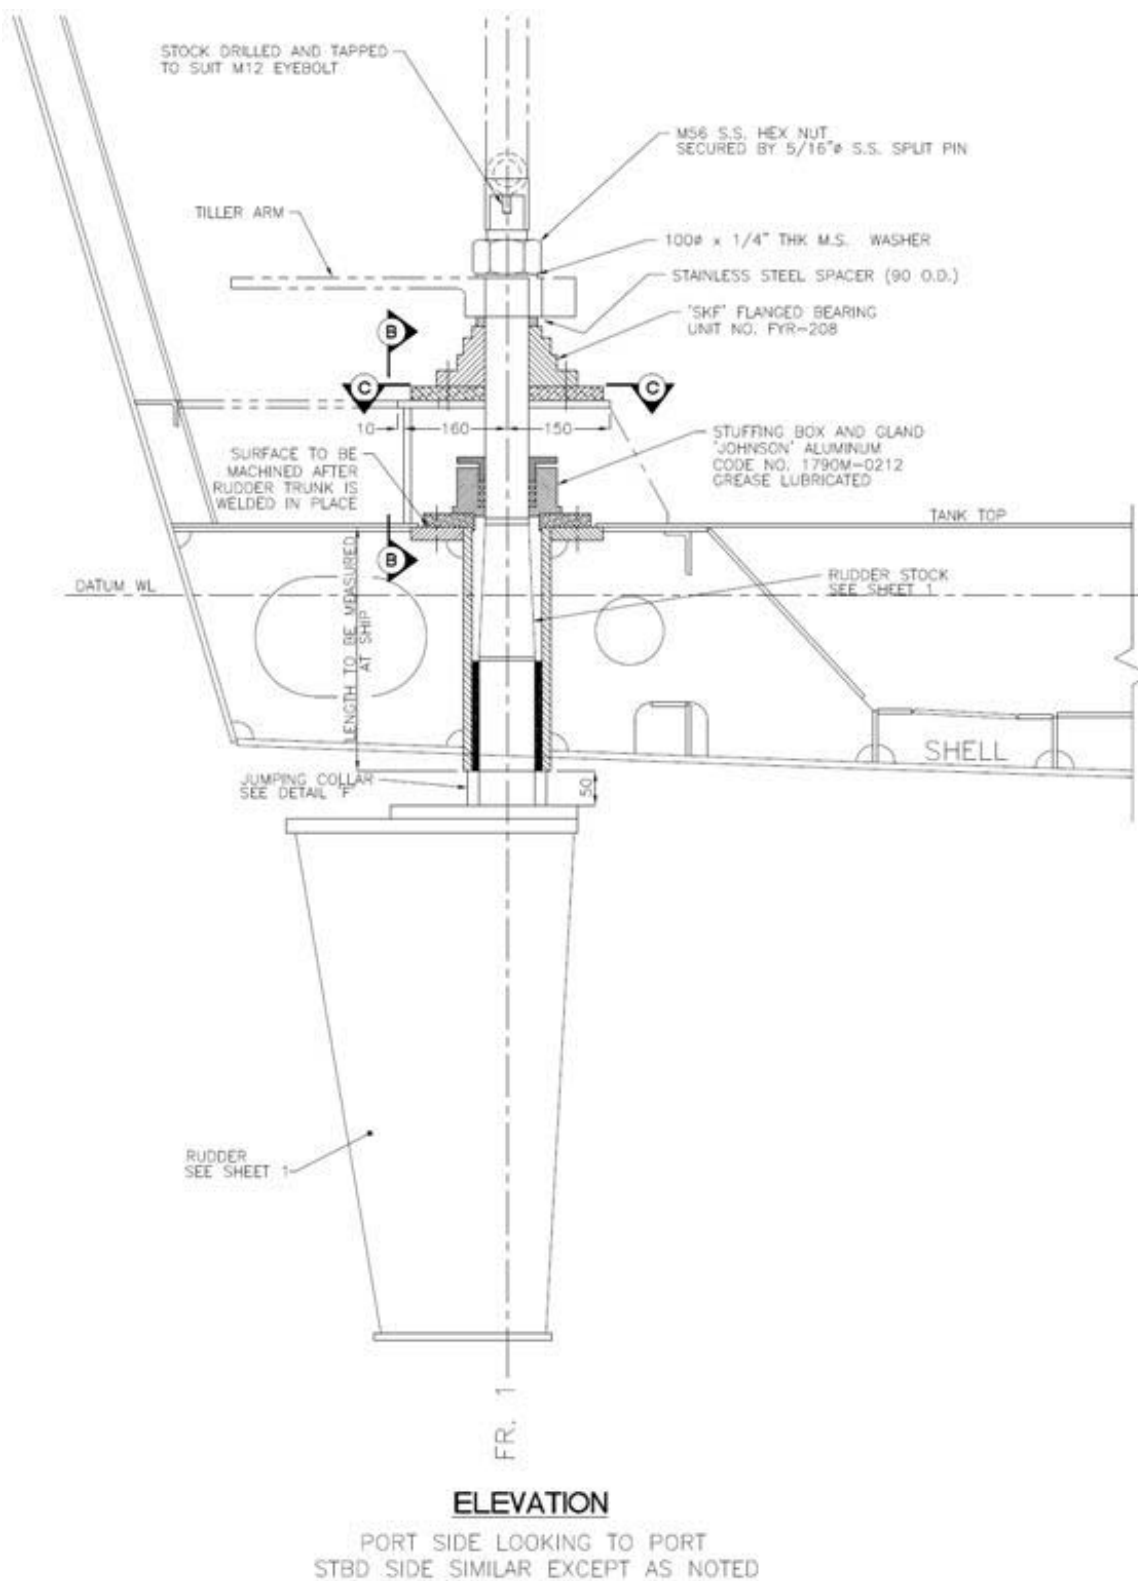 STOCK DRILLED AND TAPPED
TO SUIT M12 EYEBOLT
M56 S.S. HEX NUT
SECURED BY 5/16"ø S.S. SPLIT PIN
TILLER ARM
100ø x 1/4" THK M.S. WASHER
STAINLESS STEEL SPACER (90 O.D.)
'SKF' FLANGED BEARING
UNIT NO. FYR-208
B
C
C
10
160
150
STUFFING BOX AND GLAND
'JOHNSON' ALUMINUM
CODE NO. 1790M-0212
GREASE LUBRICATED
SURFACE TO BE
MACHINED AFTER
RUDDER TRUNK IS
WELDED IN PLACE
TANK TOP
B
DATUM WL
RUDDER STOCK
SEE SHEET 1
LENGTH TO BE MEASURED
AT SHIP
SHELL
JUMPING COLLAR
SEE DETAIL 'F'
50
RUDDER
SEE SHEET 1
FR. 1
ELEVATION
PORT SIDE LOOKING TO PORT
STBD SIDE SIMILAR EXCEPT AS NOTED